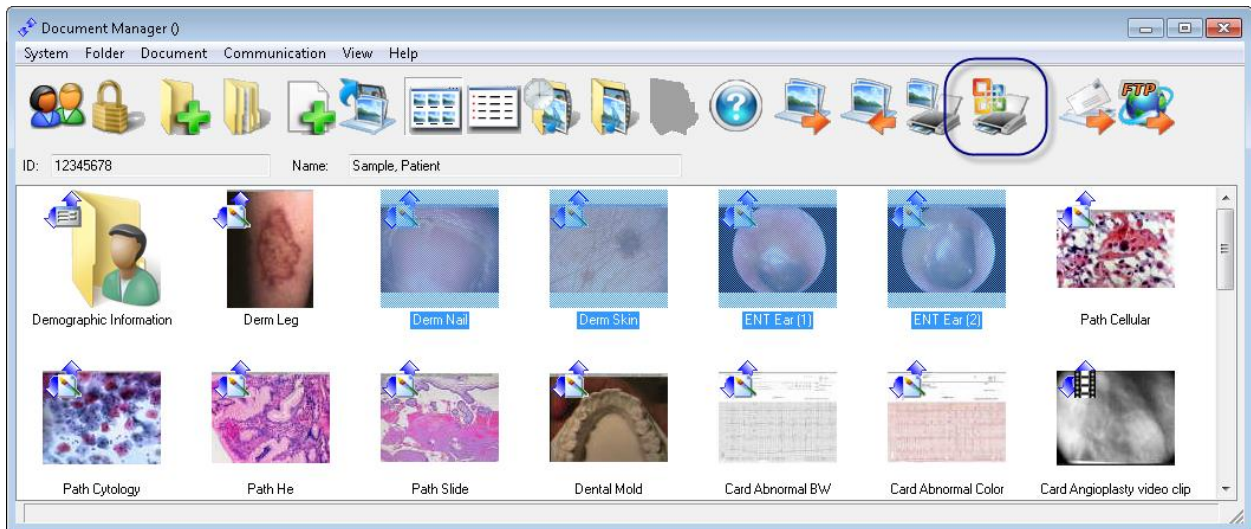 Document Manager ()
System Folder Document Communication View Help
FTP
ID: 12345678 Name: Sample, Patient
Demographic Information Derm Leg Derm Nail Derm Skin ENT Ear (1) ENT Ear (2) Path Cellular
Path Cytology Path He Path Slide Dental Mold Card Abnormal BW Card Abnormal Color Card Angioplasty video clip